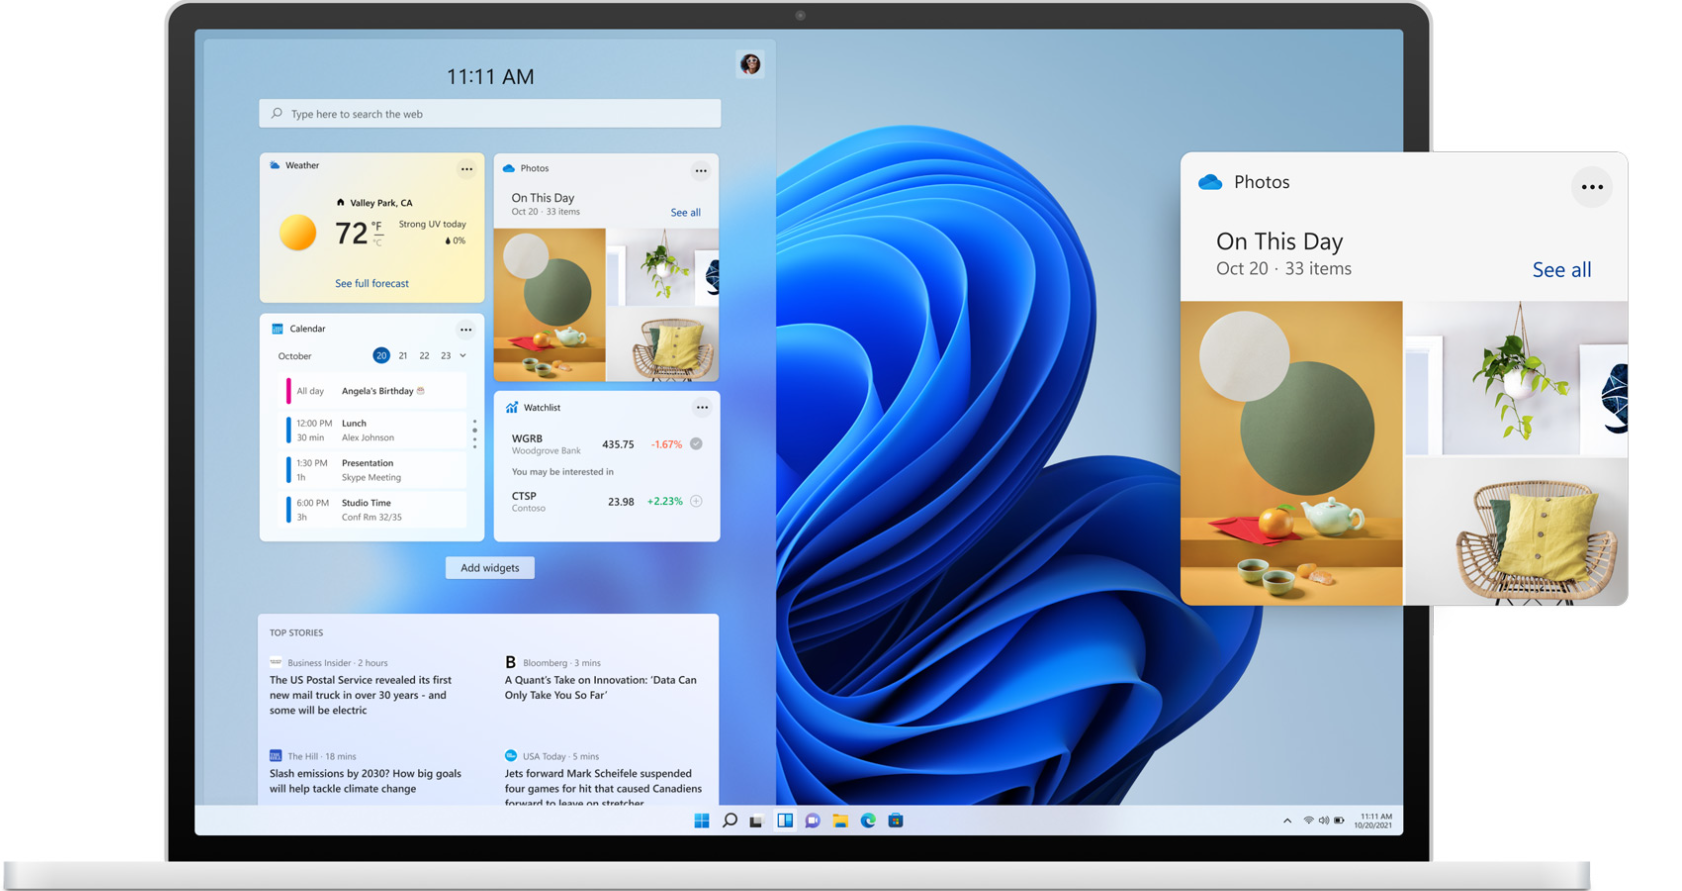 11:11 AM
Type here to search the web
Weather
Valley Park, CA
72 °F
°C
Strong UV today
0%
See full forecast
Photos
On This Day
Oct 20 · 33 items
See all
Calendar
October
20 21 22 23
All day Angela's Birthday
12:00 PM Lunch
30 min Alex Johnson
1:30 PM Presentation
1h Skype Meeting
6:00 PM Studio Time
3h Conf Rm 32/35
Watchlist
WGRB 435.75 -1.67%
Woodgrove Bank
You may be interested in
CTSP 23.98 +2.23%
Contoso
Add widgets
TOP STORIES
Business Insider · 2 hours
The US Postal Service revealed its first
new mail truck in over 30 years - and
some will be electric
B Bloomberg · 3 mins
A Quant's Take on Innovation: 'Data Can
Only Take You So Far'
The Hill · 18 mins
Slash emissions by 2030? How big goals
will help tackle climate change
USA Today · 5 mins
Jets forward Mark Scheifele suspended
four games for hit that caused Canadiens
forward to leave on stretcher
11:11 AM
10/20/2021
Photos
On This Day
Oct 20 · 33 items
See all